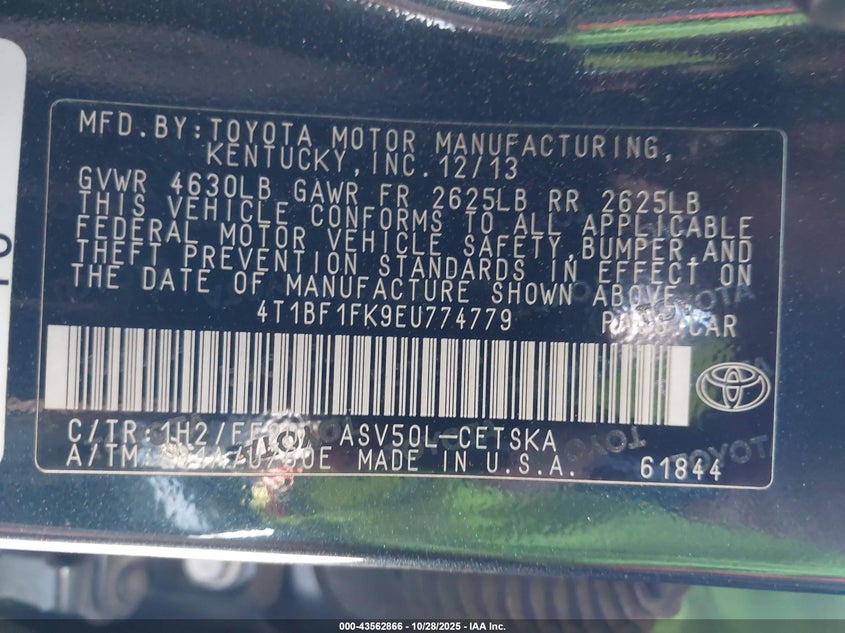 MFD.BY:TOYOTA MOTOR MANUFACTURING,
KENTUCKY,INC.12/13
GVWR 4630LB GAWR FR 2625LB RR 2625LB
THIS VEHICLE CONFORMS TO ALL APPLICABLE
FEDERAL MOTOR VEHICLE SAFETY,BUMPER,AND
THEFT PREVENTION STANDARDS IN EFFECT ON
THE DATE OF MANUFACTURE SHOWN ABOVE.
4T1BF1FK9EU774779 CAR
C/TR:1H2/ ASV50L-CETSKA
A/TM MADE IN U.S.A. 61844
TOYOTA
000-43562866 - 10/28/2025 - IAA Inc.